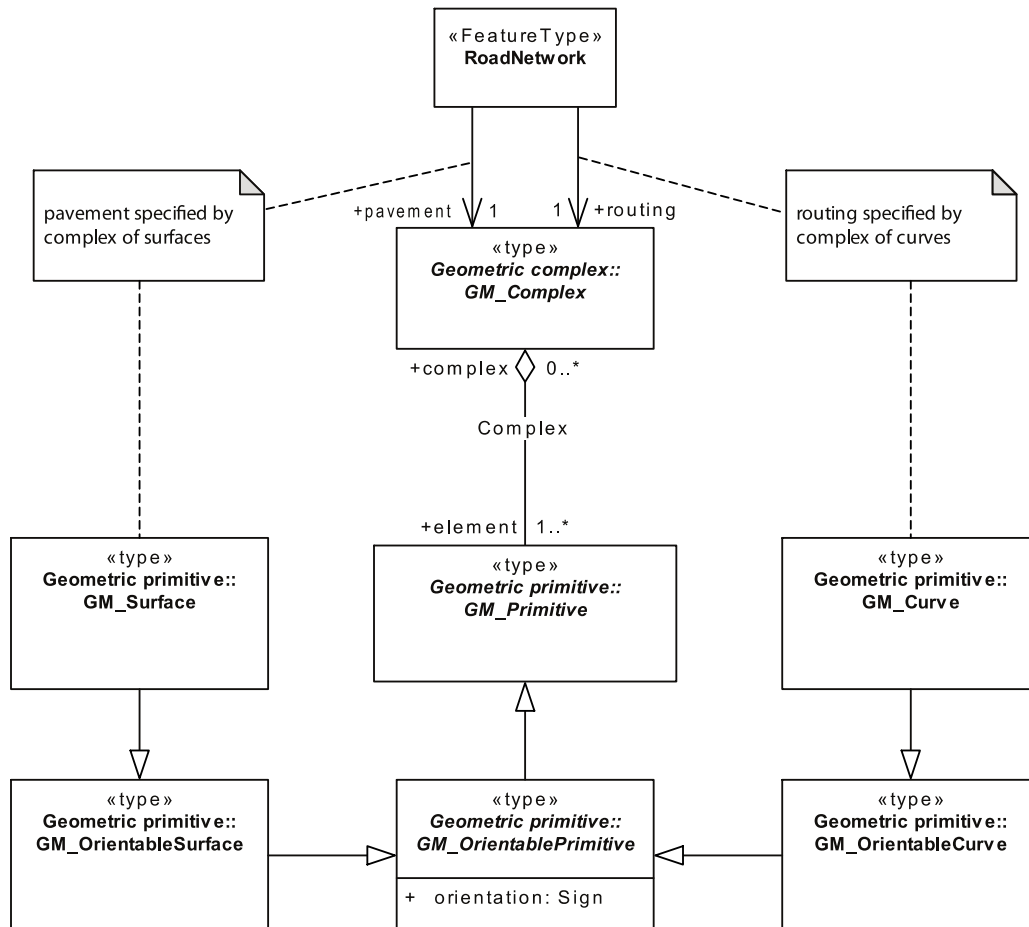 «FeatureType»
RoadNetwork
pavement specified by
complex of surfaces
routing specified by
complex of curves
+pavement 1
1 +routing
«type»
Geometric complex::
GM_Complex
+complex 0..*
Complex
+element 1..*
«type»
Geometric primitive::
GM_Surface
«type»
Geometric primitive::
GM_Primitive
«type»
Geometric primitive::
GM_Curve
«type»
Geometric primitive::
GM_OrientableSurface
«type»
Geometric primitive::
GM_OrientablePrimitive
+ orientation: Sign
«type»
Geometric primitive::
GM_OrientableCurve